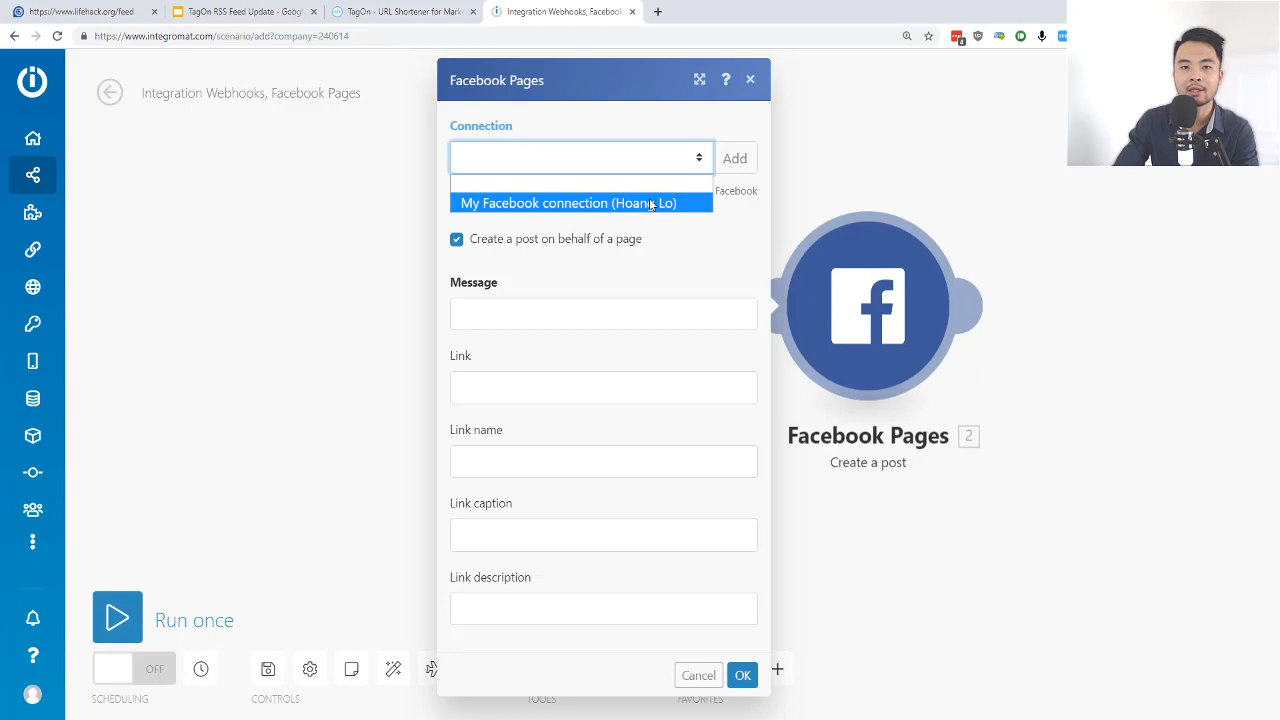 https://www.lifehack.org/feed
TagOn RSS Feed Update - Google
TagOn - URL Shortener for Mark
Integration Webhooks, Facebook
https://www.integromat.com/scenario/add?company=240614
Integration Webhooks, Facebook Pages
Facebook Pages
Connection
Add
My Facebook connection (Hoang Lo)
Facebook
Create a post on behalf of a page
Message
Link
Link name
Link caption
Link description
Cancel
OK
Facebook Pages 2
Create a post
Run once
OFF
SCHEDULING
CONTROLS
TOOLS
FAVORITES